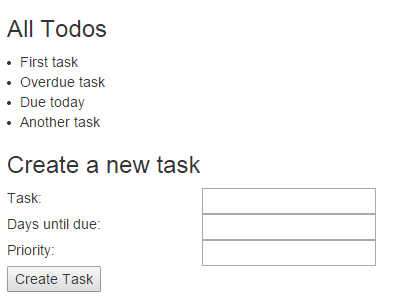 All Todos
First task
Overdue task
Due today
Another task
Create a new task
Task:
Days until due:
Priority:
Create Task